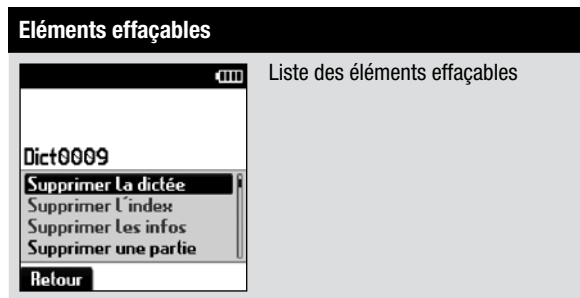 Eléments effaçables
Liste des éléments effaçables
Dict0009
Supprimer la dictée
Supprimer l'index
Supprimer les infos
Supprimer une partie
Retour